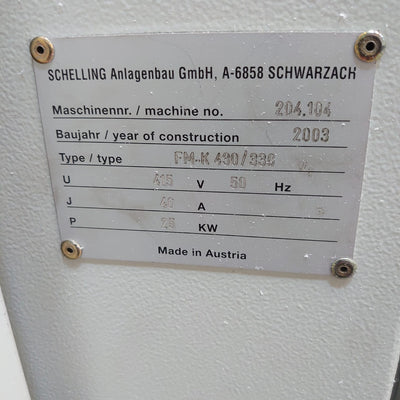 SCHELLING Anlagenbau GmbH, A-6858 SCHWARZACH
Maschinennr. / machine no. 204.104
Baujahr / year of construction 2003
Type / type FM-K 430/330
U 415 V 50 Hz
J 40 A
P 25 KW
Made in Austria